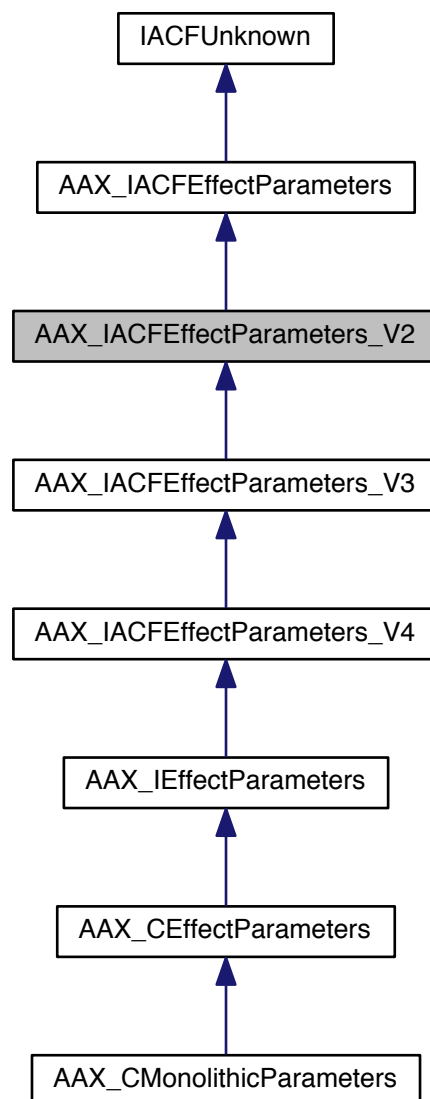 IACFUnknown
AAX_IACFEffectParameters
AAX_IACFEffectParameters_V2
AAX_IACFEffectParameters_V3
AAX_IACFEffectParameters_V4
AAX_IEffectParameters
AAX_CEffectParameters
AAX_CMonolithicParameters